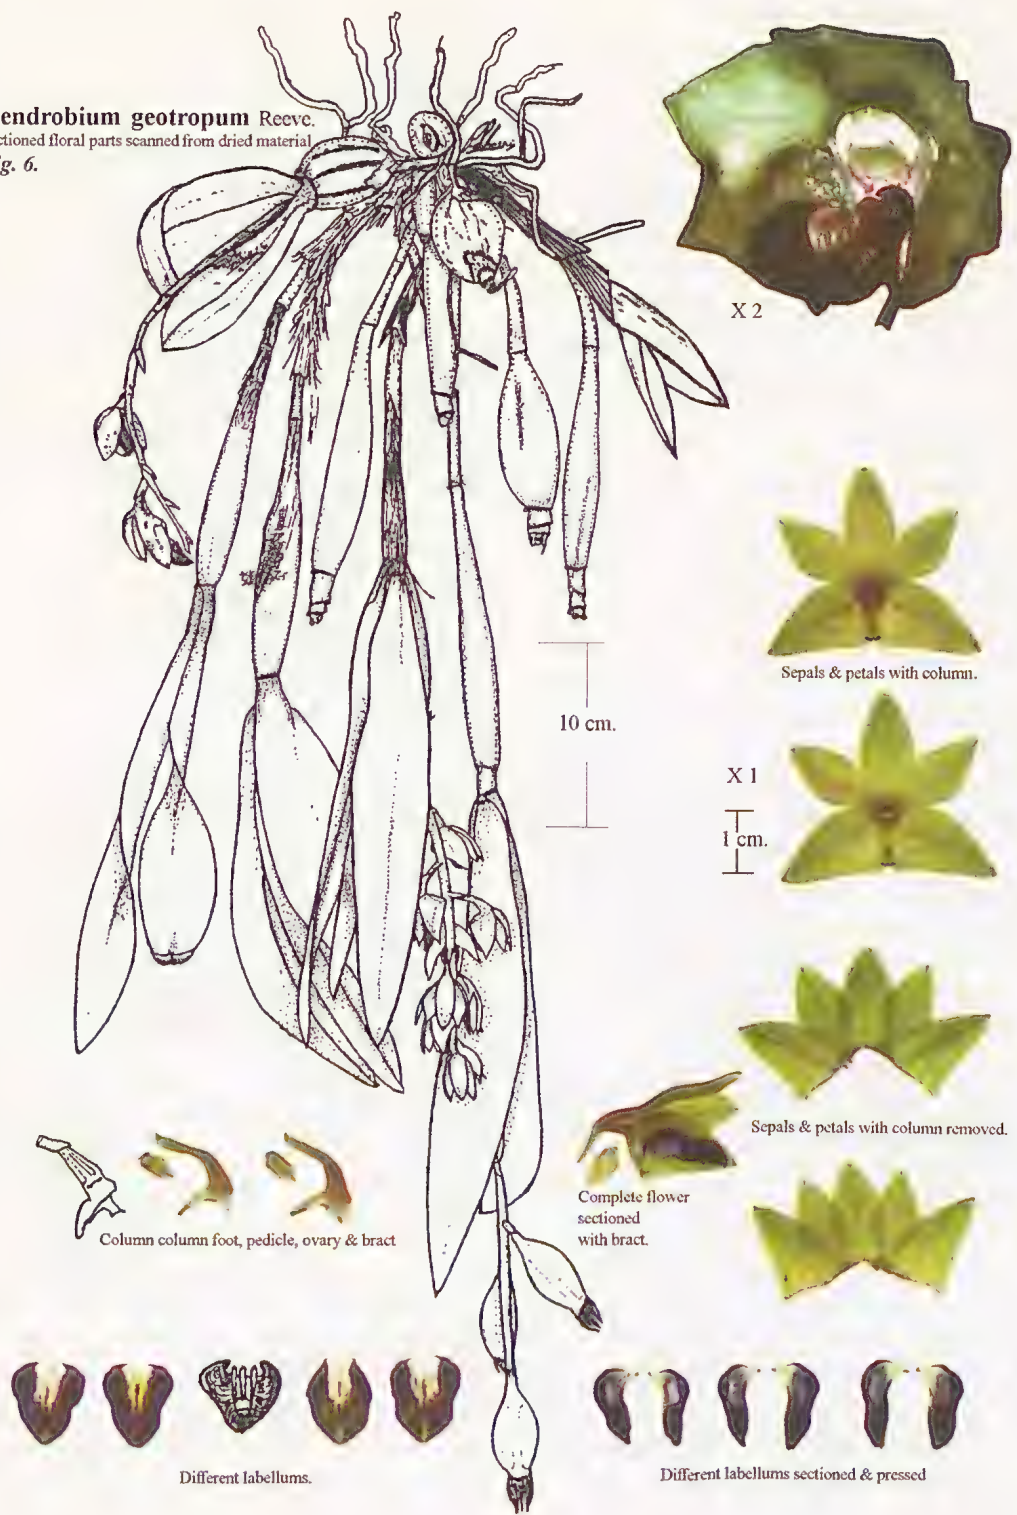 endrobium geotropum Reeve.
ctioned floral parts scanned from dried material
g. 6.
X 2
Sepals & petals with column.
10 cm.
X 1
1 cm.
Sepals & petals with column removed.
Complete flower
sectioned
with bract.
Column column foot, pedicle, ovary & bract
Different labellums.
Different labellums sectioned & pressed